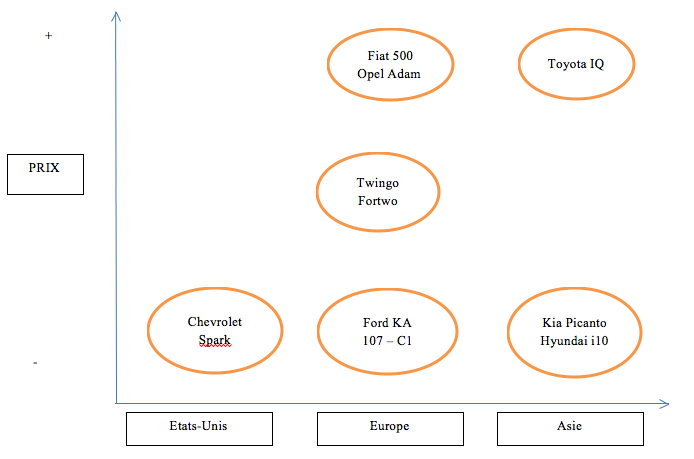 +
Fiat 500
Opel Adam
Toyota IQ
PRIX
Twingo
Fortwo
Chevrolet
Spark
Ford KA
107 – C1
Kia Picanto
Hyundai i10
-
Etats-Unis
Europe
Asie